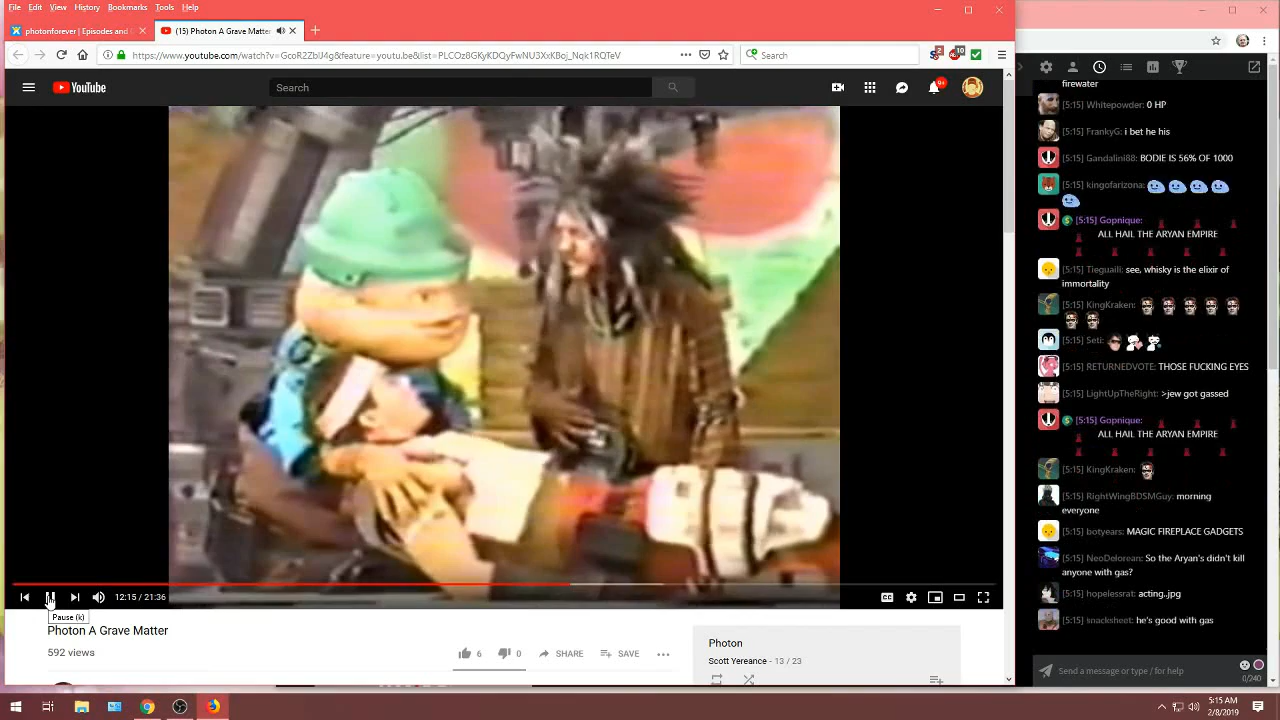 File Edit View History Bookmarks Tools Help
photonforever | Episodes and
(15) Photon A Grave Matter
https://www.youtube.com/watch?v=GcoR2ZbIJ4g&feature=youtu.be&list=PLCOz8GKyKDQyFwNU3XxKBoj_Nqk1RQTeV
Search
2
10
YouTube
Search
9+
12:15 / 21:36
CC
Pause (k)
Photon A Grave Matter
592 views
6
0
SHARE
SAVE
Photon
Scott Yereance - 13 / 23
firewater
[5:15] Whitepowder: 0 HP
[5:15] FrankyG: i bet he his
[5:15] Gandalini88: BODIE IS 56% OF 1000
[5:15] kingofarizona:
[5:15] Gopnique:
ALL HAIL THE ARYAN EMPIRE
[5:15] Tieguaili: see, whisky is the elixir of
immortality
[5:15] KingKraken:
[5:15] Seti:
[5:15] RETURNEDVOTE: THOSE FUCKING EYES
[5:15] LightUpTheRight: >jew got gassed
[5:15] Gopnique:
ALL HAIL THE ARYAN EMPIRE
[5:15] KingKraken:
[5:15] RightWingBDSMGuy: morning
everyone
[5:15] botyears: MAGIC FIREPLACE GADGETS
[5:15] NeoDelorean: So the Aryan's didn't kill
anyone with gas?
[5:15] hopelessrat: acting..jpg
[5:15] snacksheet: he's good with gas
Send a message or type / for help
0/240
5:15 AM
2/8/2019